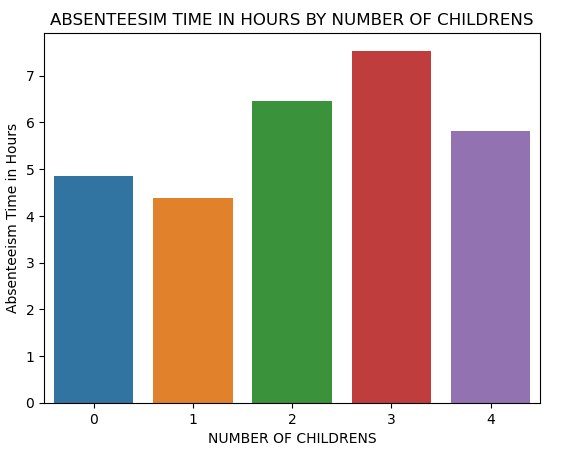 ABSENTEESIM TIME IN HOURS BY NUMBER OF CHILDRENS
Absenteeism Time in Hours
7
6
5
4
3
2
1
0
0 1 2 3 4
NUMBER OF CHILDRENS